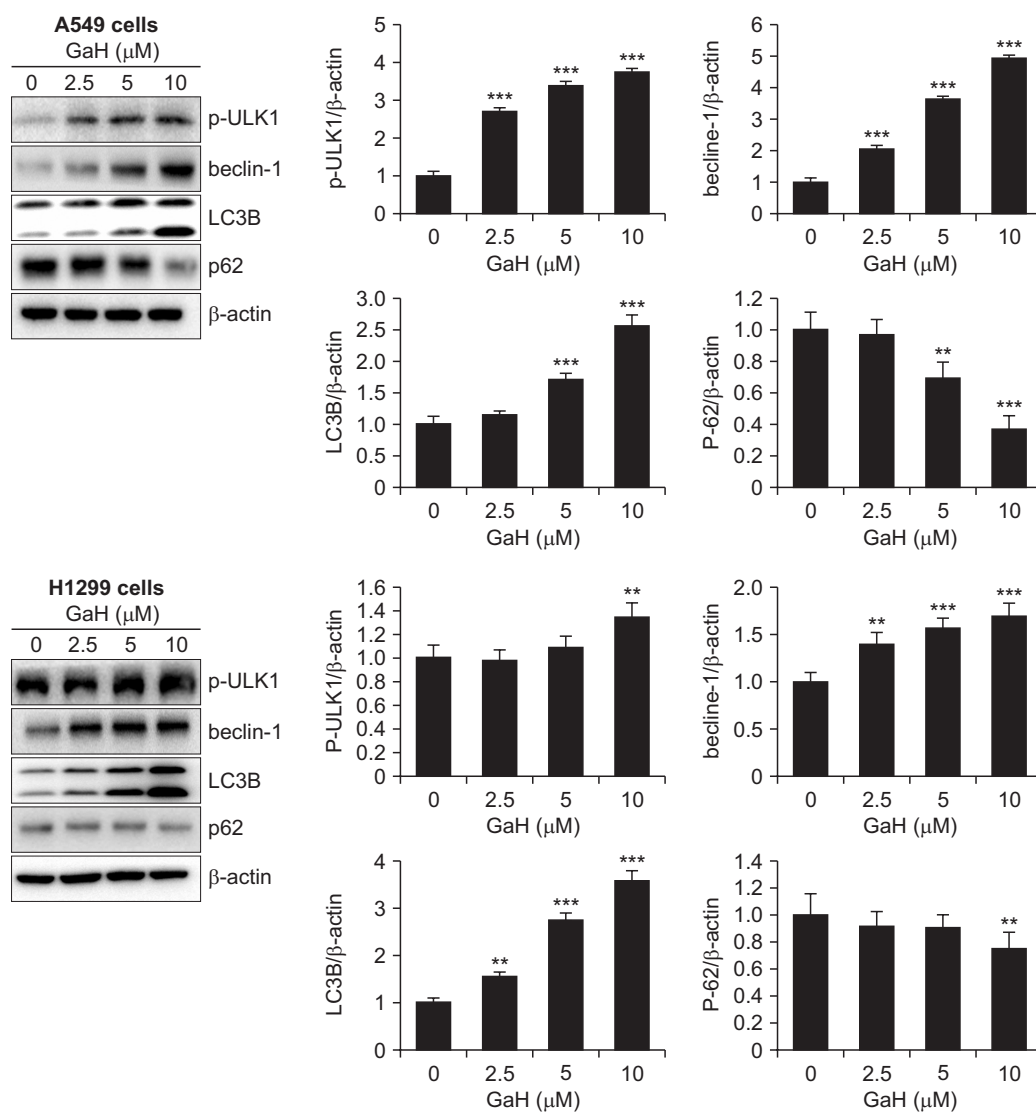 A549 cells
GaH (μM)
0 2.5 5 10
p-ULK1
beclin-1
LC3B
p62
β-actin
p-ULK1/β-actin
5
4
3
2
1
0
***
***
***
0 2.5 5 10
GaH (μM)
becline-1/β-actin
6
5
4
3
2
1
0
***
***
***
0 2.5 5 10
GaH (μM)
LC3B/β-actin
3.0
2.5
2.0
1.5
1.0
0.5
0
***
***
0 2.5 5 10
GaH (μM)
P-62/β-actin
1.2
1.0
0.8
0.6
0.4
0.2
0
**
***
0 2.5 5 10
GaH (μM)
H1299 cells
GaH (μM)
0 2.5 5 10
p-ULK1
beclin-1
LC3B
p62
β-actin
P-ULK1/β-actin
1.6
1.4
1.2
1.0
1.6
0.8
0.4
1.2
0
**
0 2.5 5 10
GaH (μM)
becline-1/β-actin
2.0
1.5
1.0
0.5
0
**
***
***
0 2.5 5 10
GaH (μM)
LC3B/β-actin
4
3
2
1
0
**
***
***
0 2.5 5 10
GaH (μM)
P-62/β-actin
1.4
1.2
1.0
0.8
0.6
0.4
0.2
0
**
0 2.5 5 10
GaH (μM)